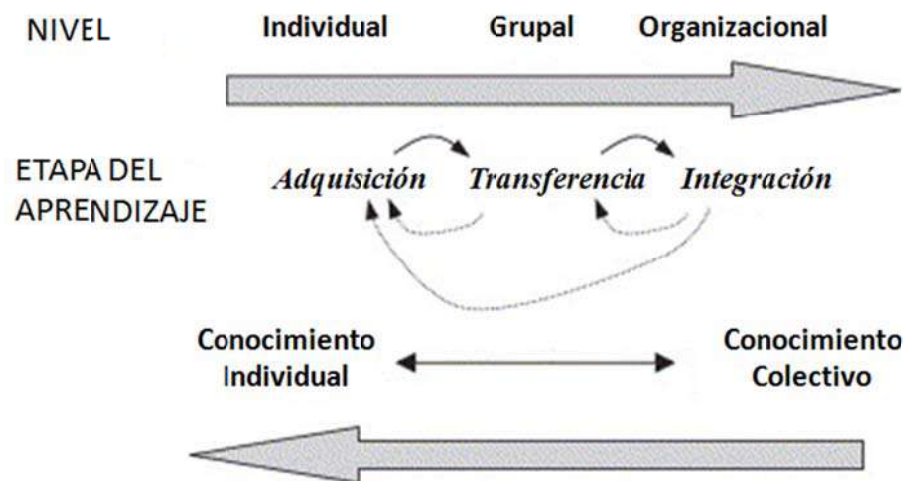 NIVEL Individual Grupal Organizacional
ETAPA DEL
APRENDIZAJE
Adquisición Transferencia Integración
Conocimiento
Individual
Conocimiento
Colectivo